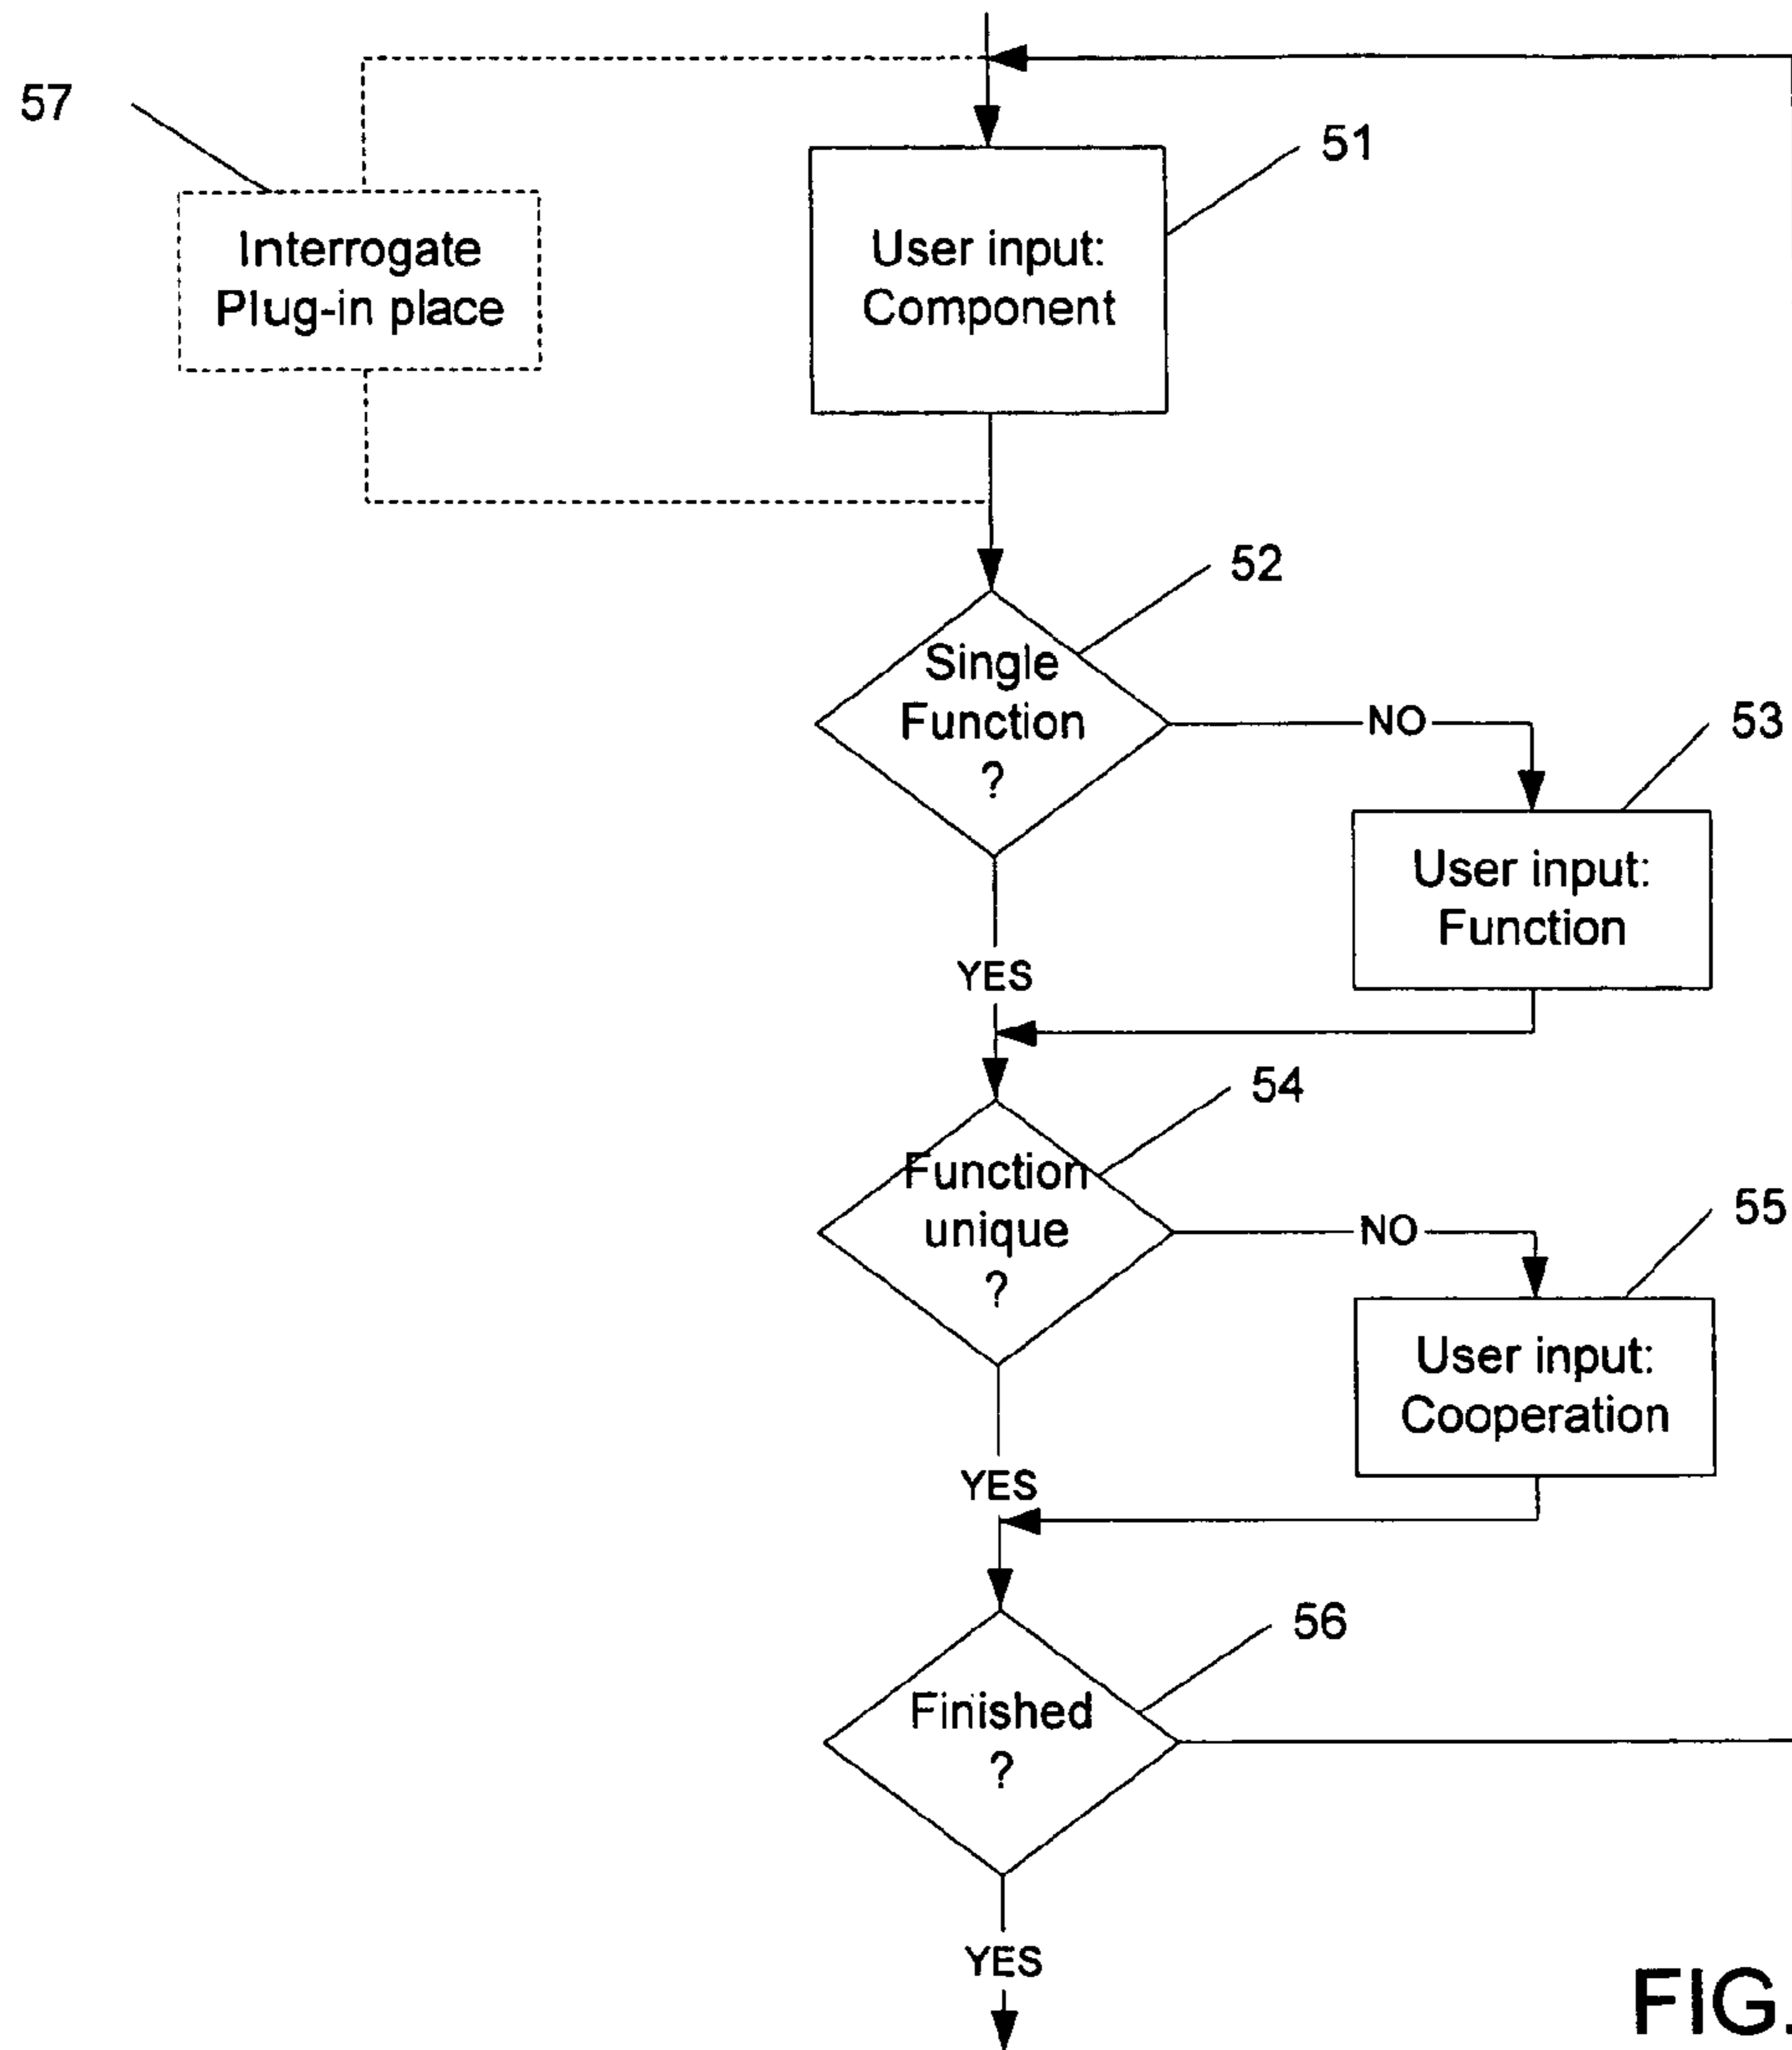 57
51
Interrogate
Plug-in place
User input:
Component
52
Single
Function
?
NO
53
User input:
Function
YES
54
Function
unique
?
NO
55
User input:
Cooperation
YES
56
Finished
?
YES
FIG.